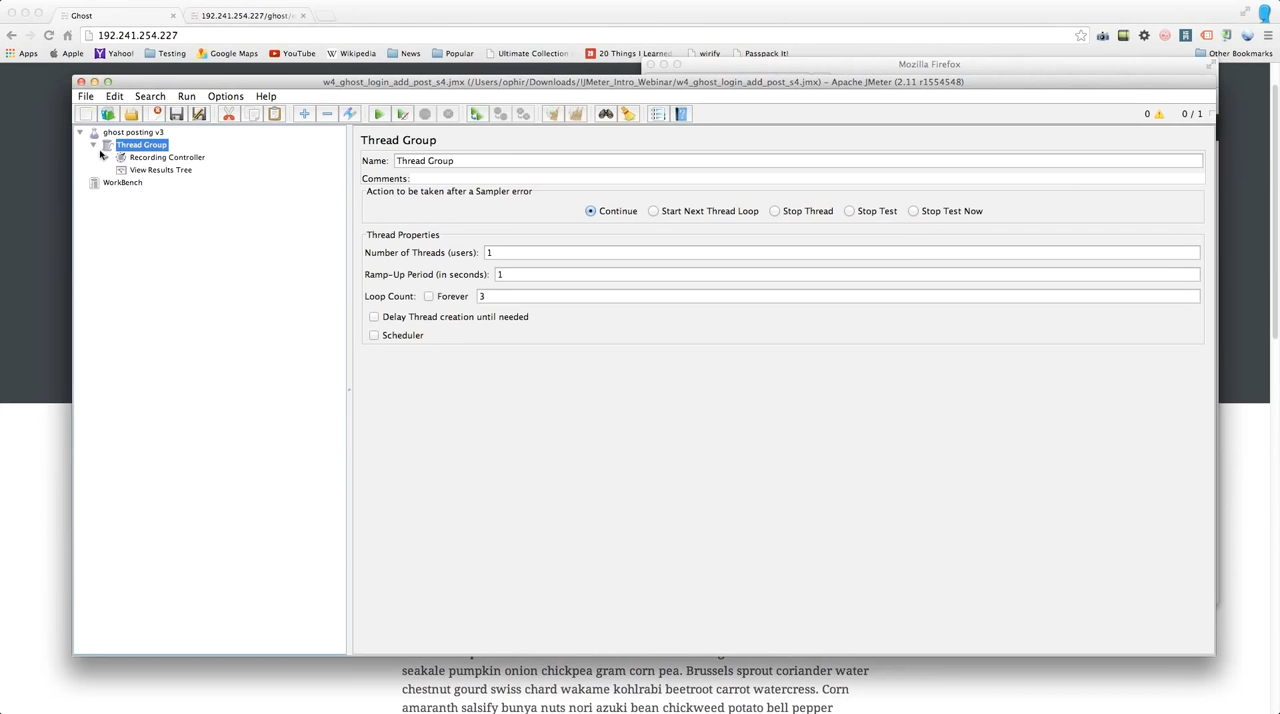 Ghost
192.241.254.227/ghost/
192.241.254.227
Apps
Apple
Yahoo!
Testing
Google Maps
YouTube
Wikipedia
News
Popular
Ultimate Collection
20 Things I Learned
wirify
Passpack It!
Other Bookmarks
Mozilla Firefox
w4_ghost_login_add_post_s4.jmx (/Users/ophir/Downloads/JMeter_Intro_Webinar/w4_ghost_login_add_post_s4.jmx) – Apache JMeter (2.11 r1554548)
File Edit Search Run Options Help
0 0 / 1
ghost posting v3
Thread Group
Recording Controller
View Results Tree
WorkBench
Thread Group
Name: Thread Group
Comments:
Action to be taken after a Sampler error
Continue Start Next Thread Loop Stop Thread Stop Test Stop Test Now
Thread Properties
Number of Threads (users): 1
Ramp-Up Period (in seconds): 1
Loop Count: Forever 3
Delay Thread creation until needed
Scheduler
seakale pumpkin onion chickpea gram corn pea. Brussels sprout coriander water
chestnut gourd swiss chard wakame kohlrabi beetroot carrot watercress. Corn
amaranth salsify bunya nuts nori azuki bean chickweed potato bell pepper